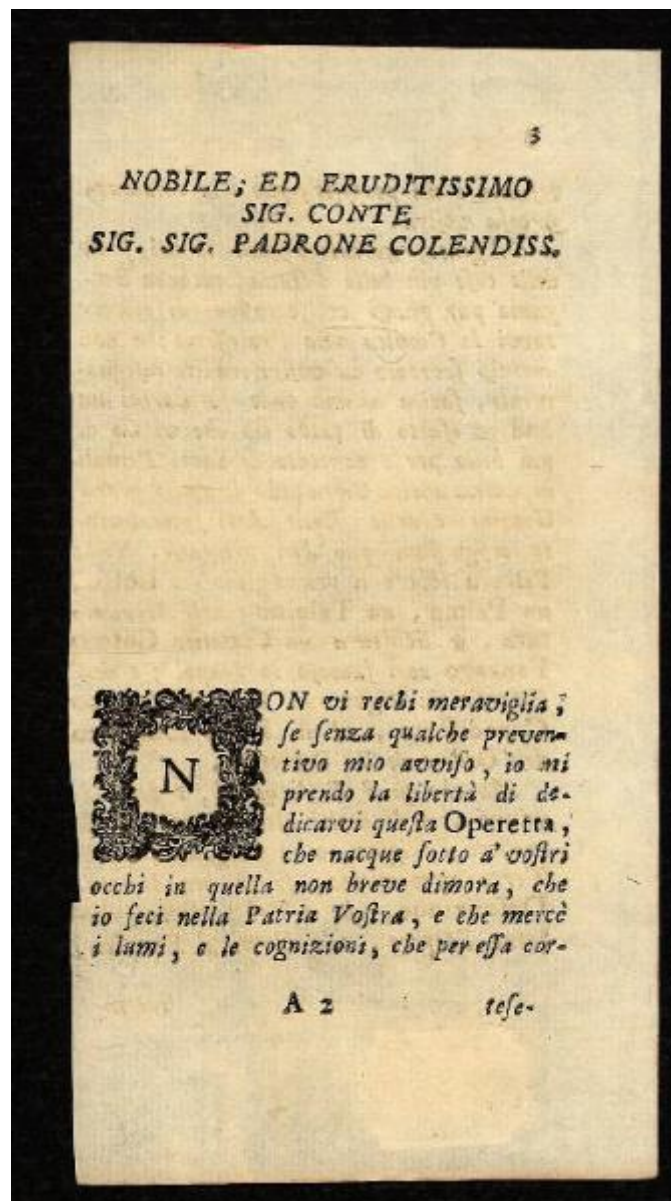 3
NOBILE, ED ERUDITISSIMO
SIG. CONTE
SIG. SIG. PADRONE COLENDISS.
NON vi rechi meraviglia,
se senza qualche preven-
tivo mio avviso, io mi
prendo la libertà di de-
dicarvi questa Operetta,
che nacque sotto a' vostri
occhi in quella non breve dimora, che
io feci nella Patria Vostra, e che mercè
i lumi, e le cognizioni, che per essa cor-
A 2 tese-